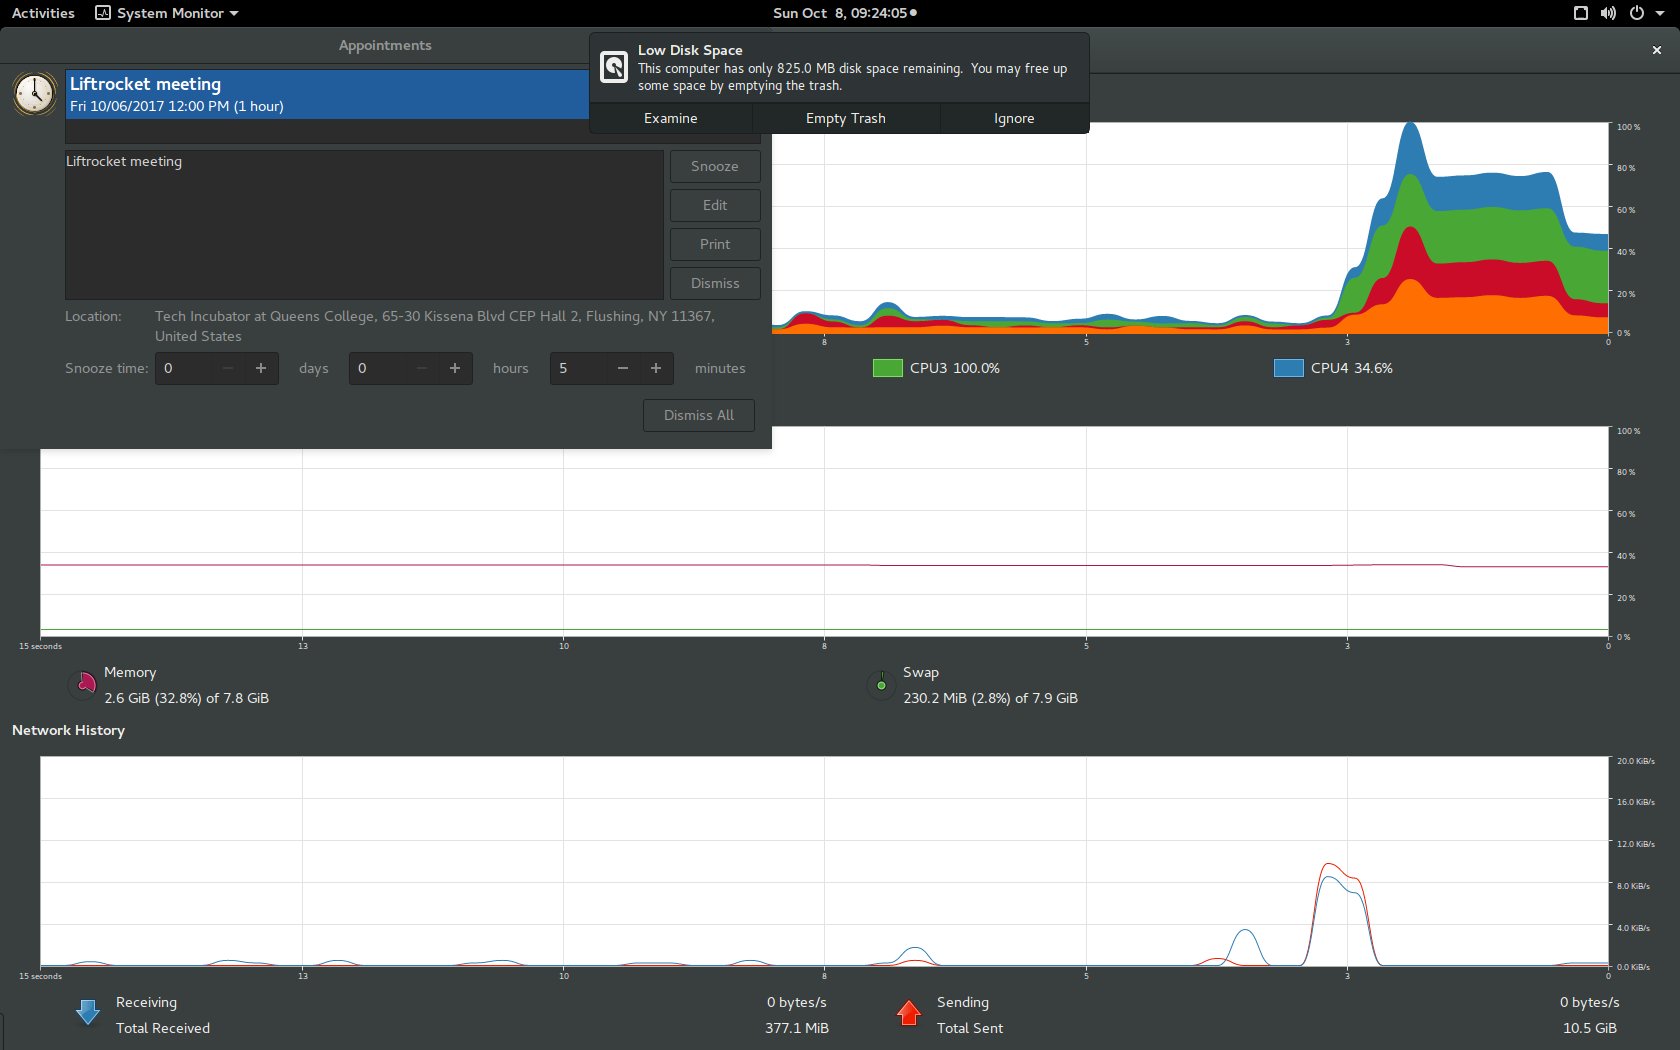 Activities
System Monitor
Sun Oct  8, 09:24:05
Appointments
Low Disk Space
This computer has only 825.0 MB disk space remaining.  You may free up
some space by emptying the trash.
Examine
Empty Trash
Ignore
Liftrocket meeting
Fri 10/06/2017 12:00 PM (1 hour)
Liftrocket meeting
Snooze
Edit
Print
Dismiss
Location:
Tech Incubator at Queens College, 65-30 Kissena Blvd CEP Hall 2, Flushing, NY 11367,
United States
Snooze time:
0
days
0
hours
5
minutes
Dismiss All
100 %
80 %
60 %
40 %
20 %
0 %
8
5
3
0
CPU3 100.0%
CPU4 34.6%
100 %
80 %
60 %
40 %
20 %
0 %
15 seconds
13
10
8
5
3
0
Memory
2.6 GiB (32.8%) of 7.8 GiB
Swap
230.2 MiB (2.8%) of 7.9 GiB
Network History
20.0 KiB/s
16.0 KiB/s
12.0 KiB/s
8.0 KiB/s
4.0 KiB/s
0.0 KiB/s
15 seconds
13
10
8
5
3
0
Receiving
0 bytes/s
Total Received
377.1 MiB
Sending
0 bytes/s
Total Sent
10.5 GiB